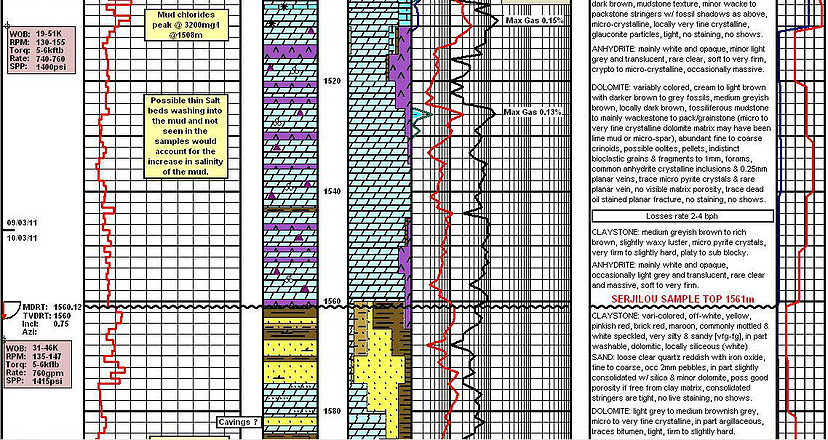 WOB: 19-51K
RPM: 130-155
Torq: 5-6kftb
Rate: 740-760
SPP: 1400psi
09/03/11
10/03/11
MDRT: 1560.12
TVDRT: 1560
Incl: 0.75
Azi:
WOB: 31-46K
RPM: 135-147
Torq: 5-6kflb
Rate: 760gpm
SPP: 1415psi
Mud chlorides
peak @ 3200mg/l
@1508m
Possible thin Salt
beds washing into
the mud and not
seen in the
samples would
account for the
increase in salinity
of the mud.
Cavings ?
1520
1540
1560
1580
Max Gas 0.15%
Max Gas 0.13%
dark brown, mudstone texture, minor wacke to
packstone stringers w/ fossil shadows as above,
micro-crystalline, locally very fine crystalline,
glauconite particles, tight, no staining, no shows.
ANHYDRITE: mainly white and opaque, minor light
grey and translucent, rare clear, soft to very firm,
crypto to micro-crystalline, occasionally massive.
DOLOMITE: variably colored, cream to light brown
with darker brown to grey fossils, medium greyish
brown, locally dark brown, fossiliferous mudstone
to mainly wackestone to pack/grainstone (micro to
very fine crystalline dolomite matrix may have been
lime mud or micro-spar), abundant fine to coarse
crinoids, possible oolites, pellets, indistinct
bioclastic grains & fragments to 1mm, forams,
common anhydrite crystalline inclusions & 0.25mm
planar veins, trace micro pyrite crystals & rare
planar vein, no visible matrix porosity, trace dead
oil stained planar fracture, no staining, no shows.
Losses rate 2-4 bph
CLAYSTONE: medium greyish brown to rich
brown, slightly waxy luster, micro pyrite crystals,
very firm to slightly hard, platy to sub blocky.
ANHYDRITE: mainly white and opaque,
occasionally light grey and translucent, rare clear
and massive, soft to very firm.
SERJILOU SAMPLE TOP 1561m
CLAYSTONE: vari-colored, off-white, yellow,
pinkish red, brick red, maroon, commonly mottled &
white speckled, very silty & sandy [vfg-fg], in part
washable, dolomitic, locally siliceous (white)
SAND: loose clear quartz reddish with iron oxide,
fine to coarse, occ 2mm pebbles, in part slightly
consolidated w/ silica & minor dolomite, poss good
porosity if free from clay matrix, consolidated
stringers are tight, no live staining, no shows.
DOLOMITE: light grey to medium brownish grey,
micro to very fine crystalline, in part argillaceous,
traces bitumen, tight, firm to slightly hard.